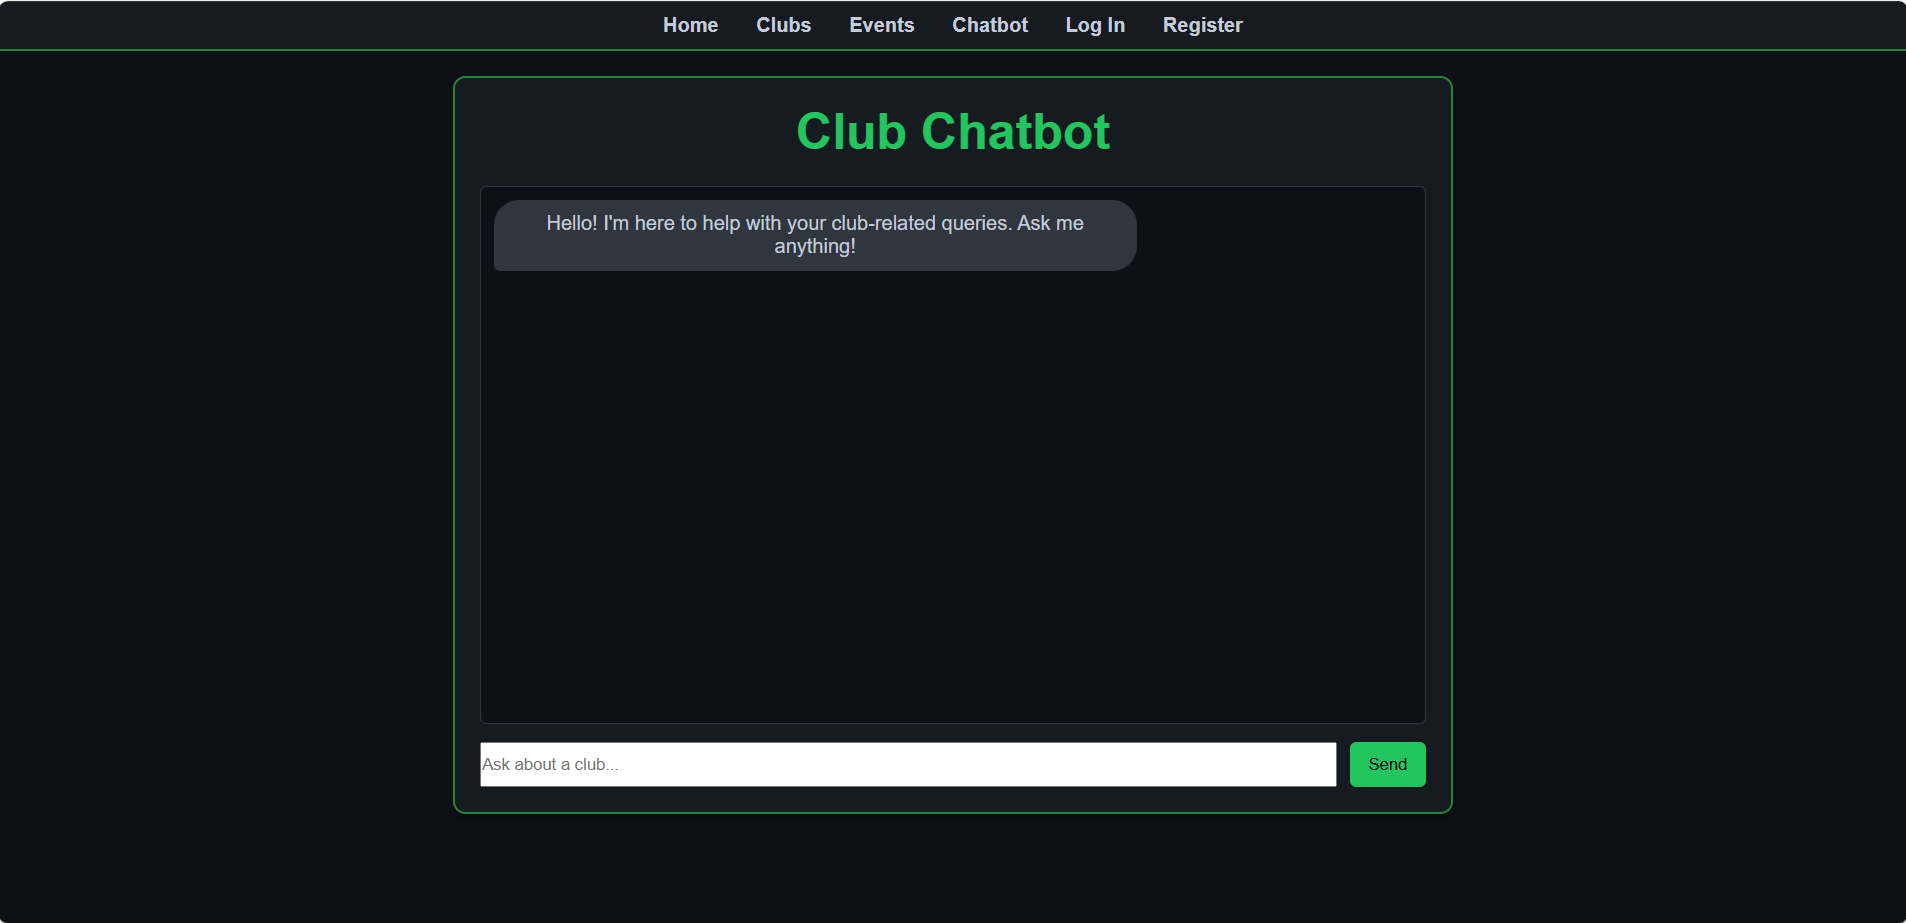 Home Clubs Events Chatbot Log In Register
Club Chatbot
Hello! I'm here to help with your club-related queries. Ask me
anything!
Ask about a club... Send